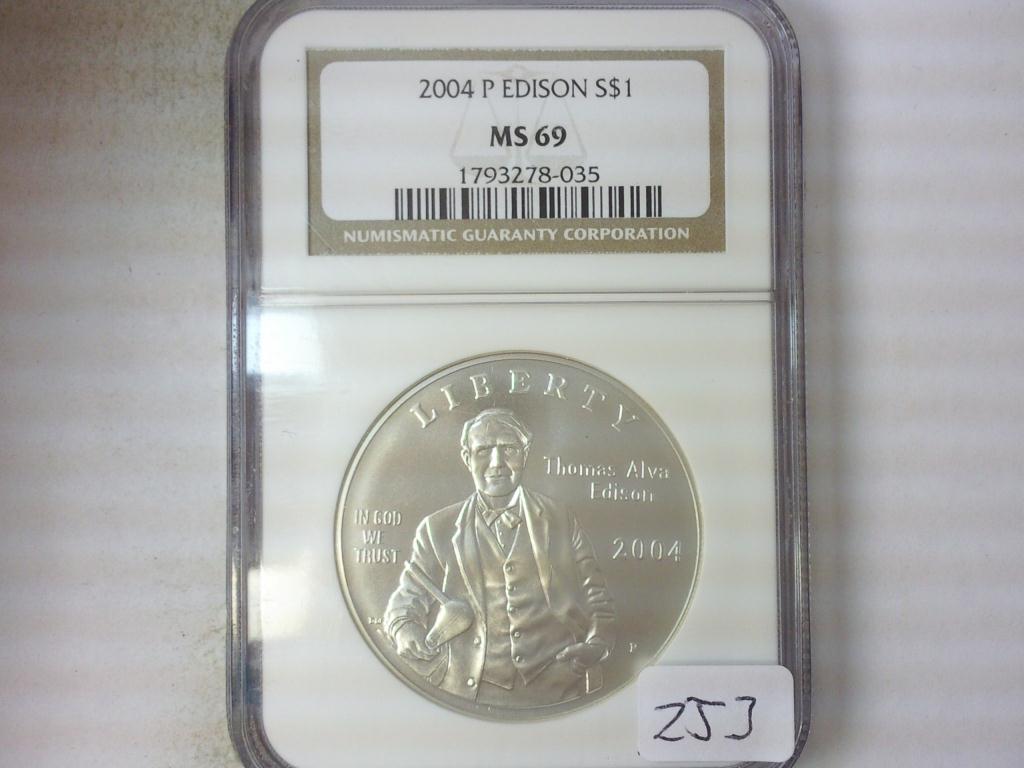 2004 P EDISON S$1
MS 69
1793278-035
NUMISMATIC GUARANTY CORPORATION
LIBERTY
Thomas Alva
Edison
IN GOD
WE
TRUST
2004
P
253